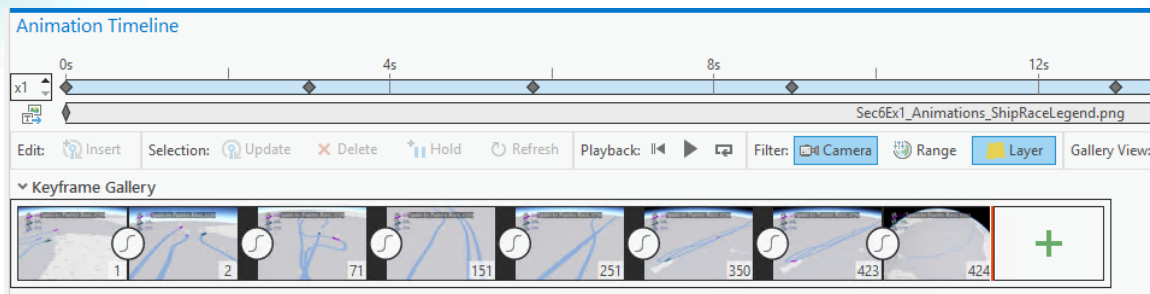 Animation Timeline
0s 4s 8s 12s
x1
Sec6Ex1_Animations_ShipRaceLegend.png
Edit: Insert Selection: Update Delete Hold Refresh Playback: Filter: Camera Range Layer Gallery View:
Keyframe Gallery
1 2 71 151 251 350 423 424